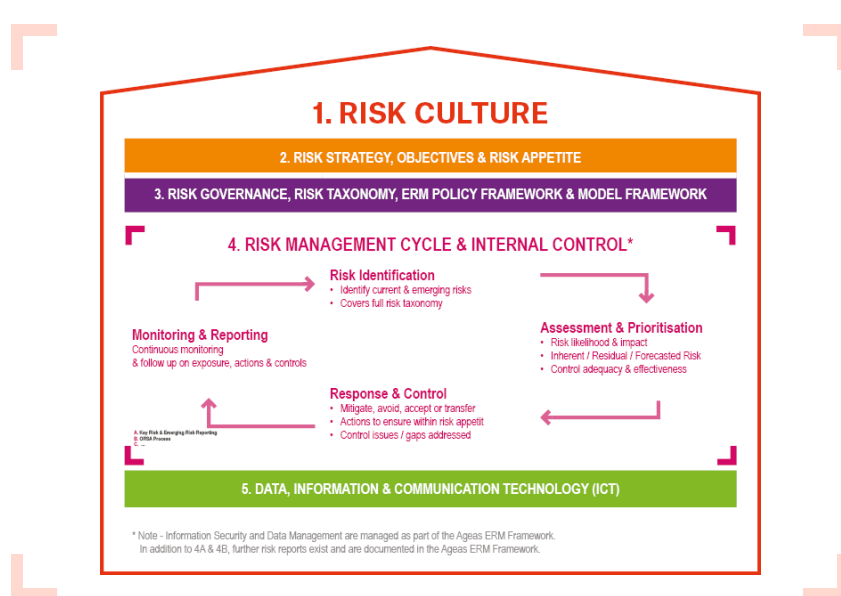 1. RISK CULTURE
2. RISK STRATEGY, OBJECTIVES & RISK APPETITE
3. RISK GOVERNANCE, RISK TAXONOMY, ERM POLICY FRAMEWORK & MODEL FRAMEWORK
4. RISK MANAGEMENT CYCLE & INTERNAL CONTROL*
Risk Identification
• Identify current & emerging risks
• Covers full risk taxonomy
Assessment & Prioritisation
• Risk likelihood & impact
• Inherent / Residual / Forecasted Risk
• Control adequacy & effectiveness
Response & Control
• Mitigate, avoid, accept or transfer
• Actions to ensure within risk appetit
• Control issues / gaps addressed
Monitoring & Reporting
Continuous monitoring
& follow up on exposure, actions & controls
A. Key Risk & Emerging Risk Reporting
B. ORSA Process
C. ...
5. DATA, INFORMATION & COMMUNICATION TECHNOLOGY (ICT)
* Note - Information Security and Data Management are managed as part of the Ageas ERM Framework.
In addition to 4A & 4B, further risk reports exist and are documented in the Ageas ERM Framework.